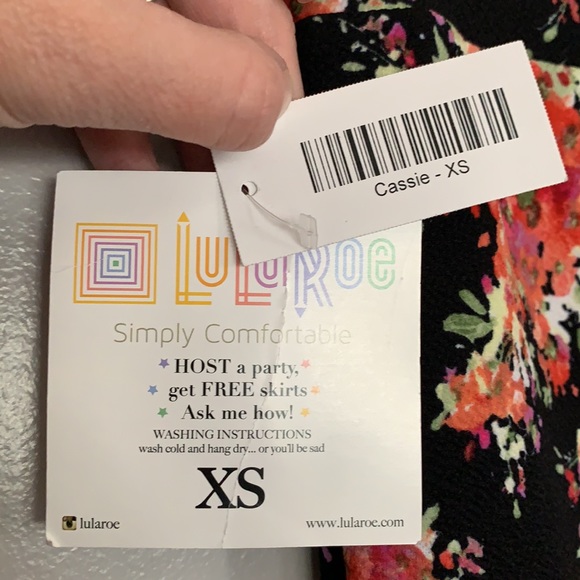 Cassie - XS
LuLaRoe
Simply Comfortable
HOST a party,
get FREE skirts
Ask me how!
WASHING INSTRUCTIONS
wash cold and hang dry... or you'll be sad
XS
lularoe
www.lularoe.com